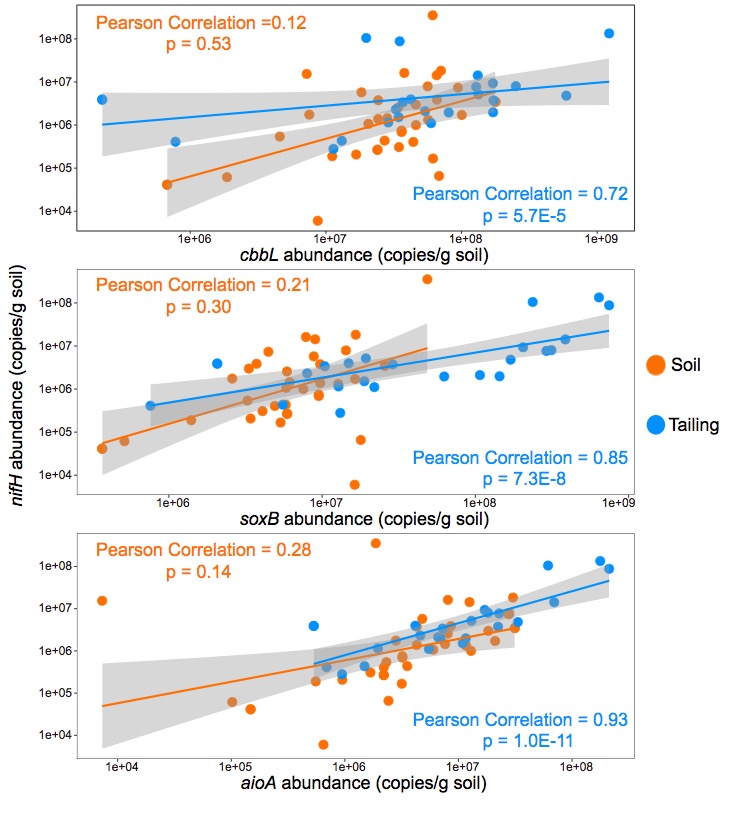 Pearson Correlation =0.12
p = 0.53
1e+08
1e+07
1e+06
1e+05
1e+04
Pearson Correlation = 0.72
p = 5.7E-5
1e+06 1e+07 1e+08 1e+09
cbbL abundance (copies/g soil)
Pearson Correlation = 0.21
p = 0.30
1e+08
1e+07
1e+06
1e+05
1e+04
Pearson Correlation = 0.85
p = 7.3E-8
1e+06 1e+07 1e+08 1e+09
soxB abundance (copies/g soil)
nifH abundance (copies/g soil)
Soil
Tailing
Pearson Correlation = 0.28
p = 0.14
1e+08
1e+07
1e+06
1e+05
1e+04
Pearson Correlation = 0.93
p = 1.0E-11
1e+04 1e+05 1e+06 1e+07 1e+08
aioA abundance (copies/g soil)